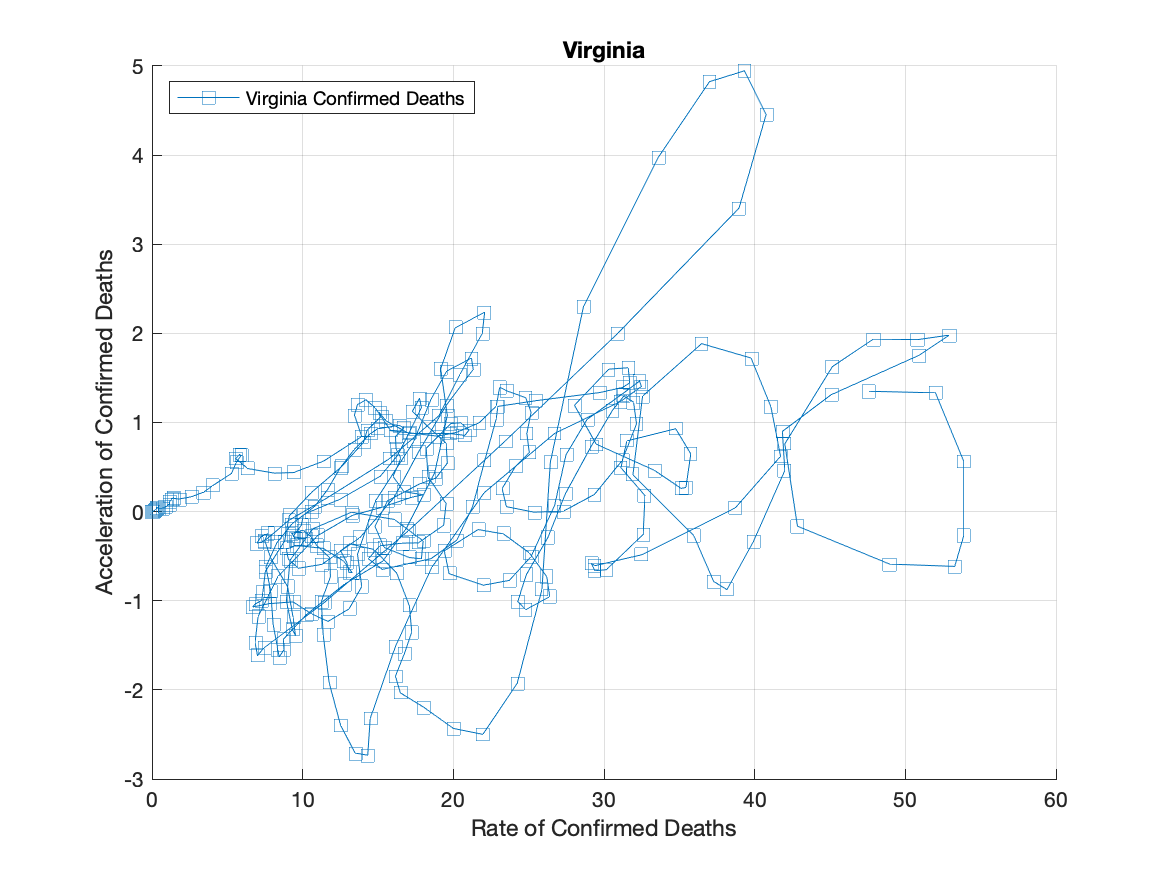 Virginia
Virginia Confirmed Deaths
5
4
3
2
1
0
-1
-2
-3
Acceleration of Confirmed Deaths
0 10 20 30 40 50 60
Rate of Confirmed Deaths